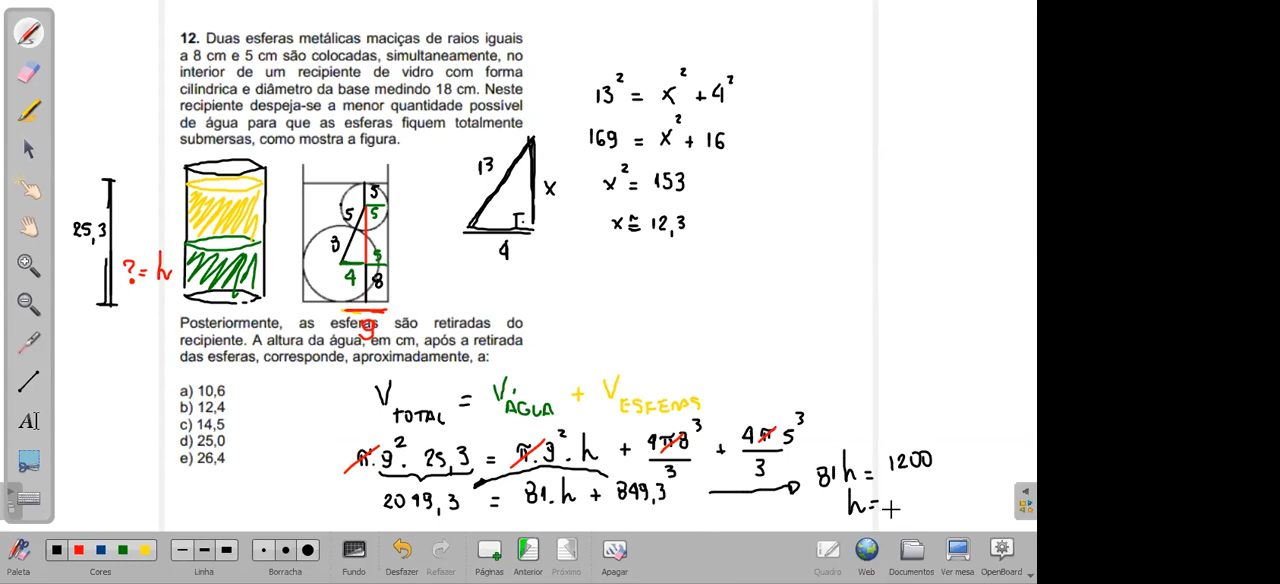 12. Duas esferas metálicas maciças de raios iguais
a 8 cm e 5 cm são colocadas, simultaneamente, no
interior de um recipiente de vidro com forma
cilíndrica e diâmetro da base medindo 18 cm. Neste
recipiente despeja-se a menor quantidade possível
de água para que as esferas fiquem totalmente
submersas, como mostra a figura.
13² = x² + 4²
169 = x² + 16
x² = 153
x ≅ 12,3
13
x
4
25,3
? = h
5
5
5
8
5
4
8
9
Posteriormente, as esferas são retiradas do
recipiente. A altura da água, em cm, após a retirada
das esferas, corresponde, aproximadamente, a:
a) 10,6
b) 12,4
c) 14,5
d) 25,0
e) 26,4
V TOTAL = V ÁGUA + V ESFERAS
π.9². 25,3 = π.9².h + 4π8³/3 + 4π5³/3
2049,3 = 81.h + 849,3
81h = 1200
h =
Paleta Cores Linha Borracha Fundo Desfazer Refazer Páginas Anterior Próximo Apagar Quadro Web Documentos Ver mesa OpenBoard